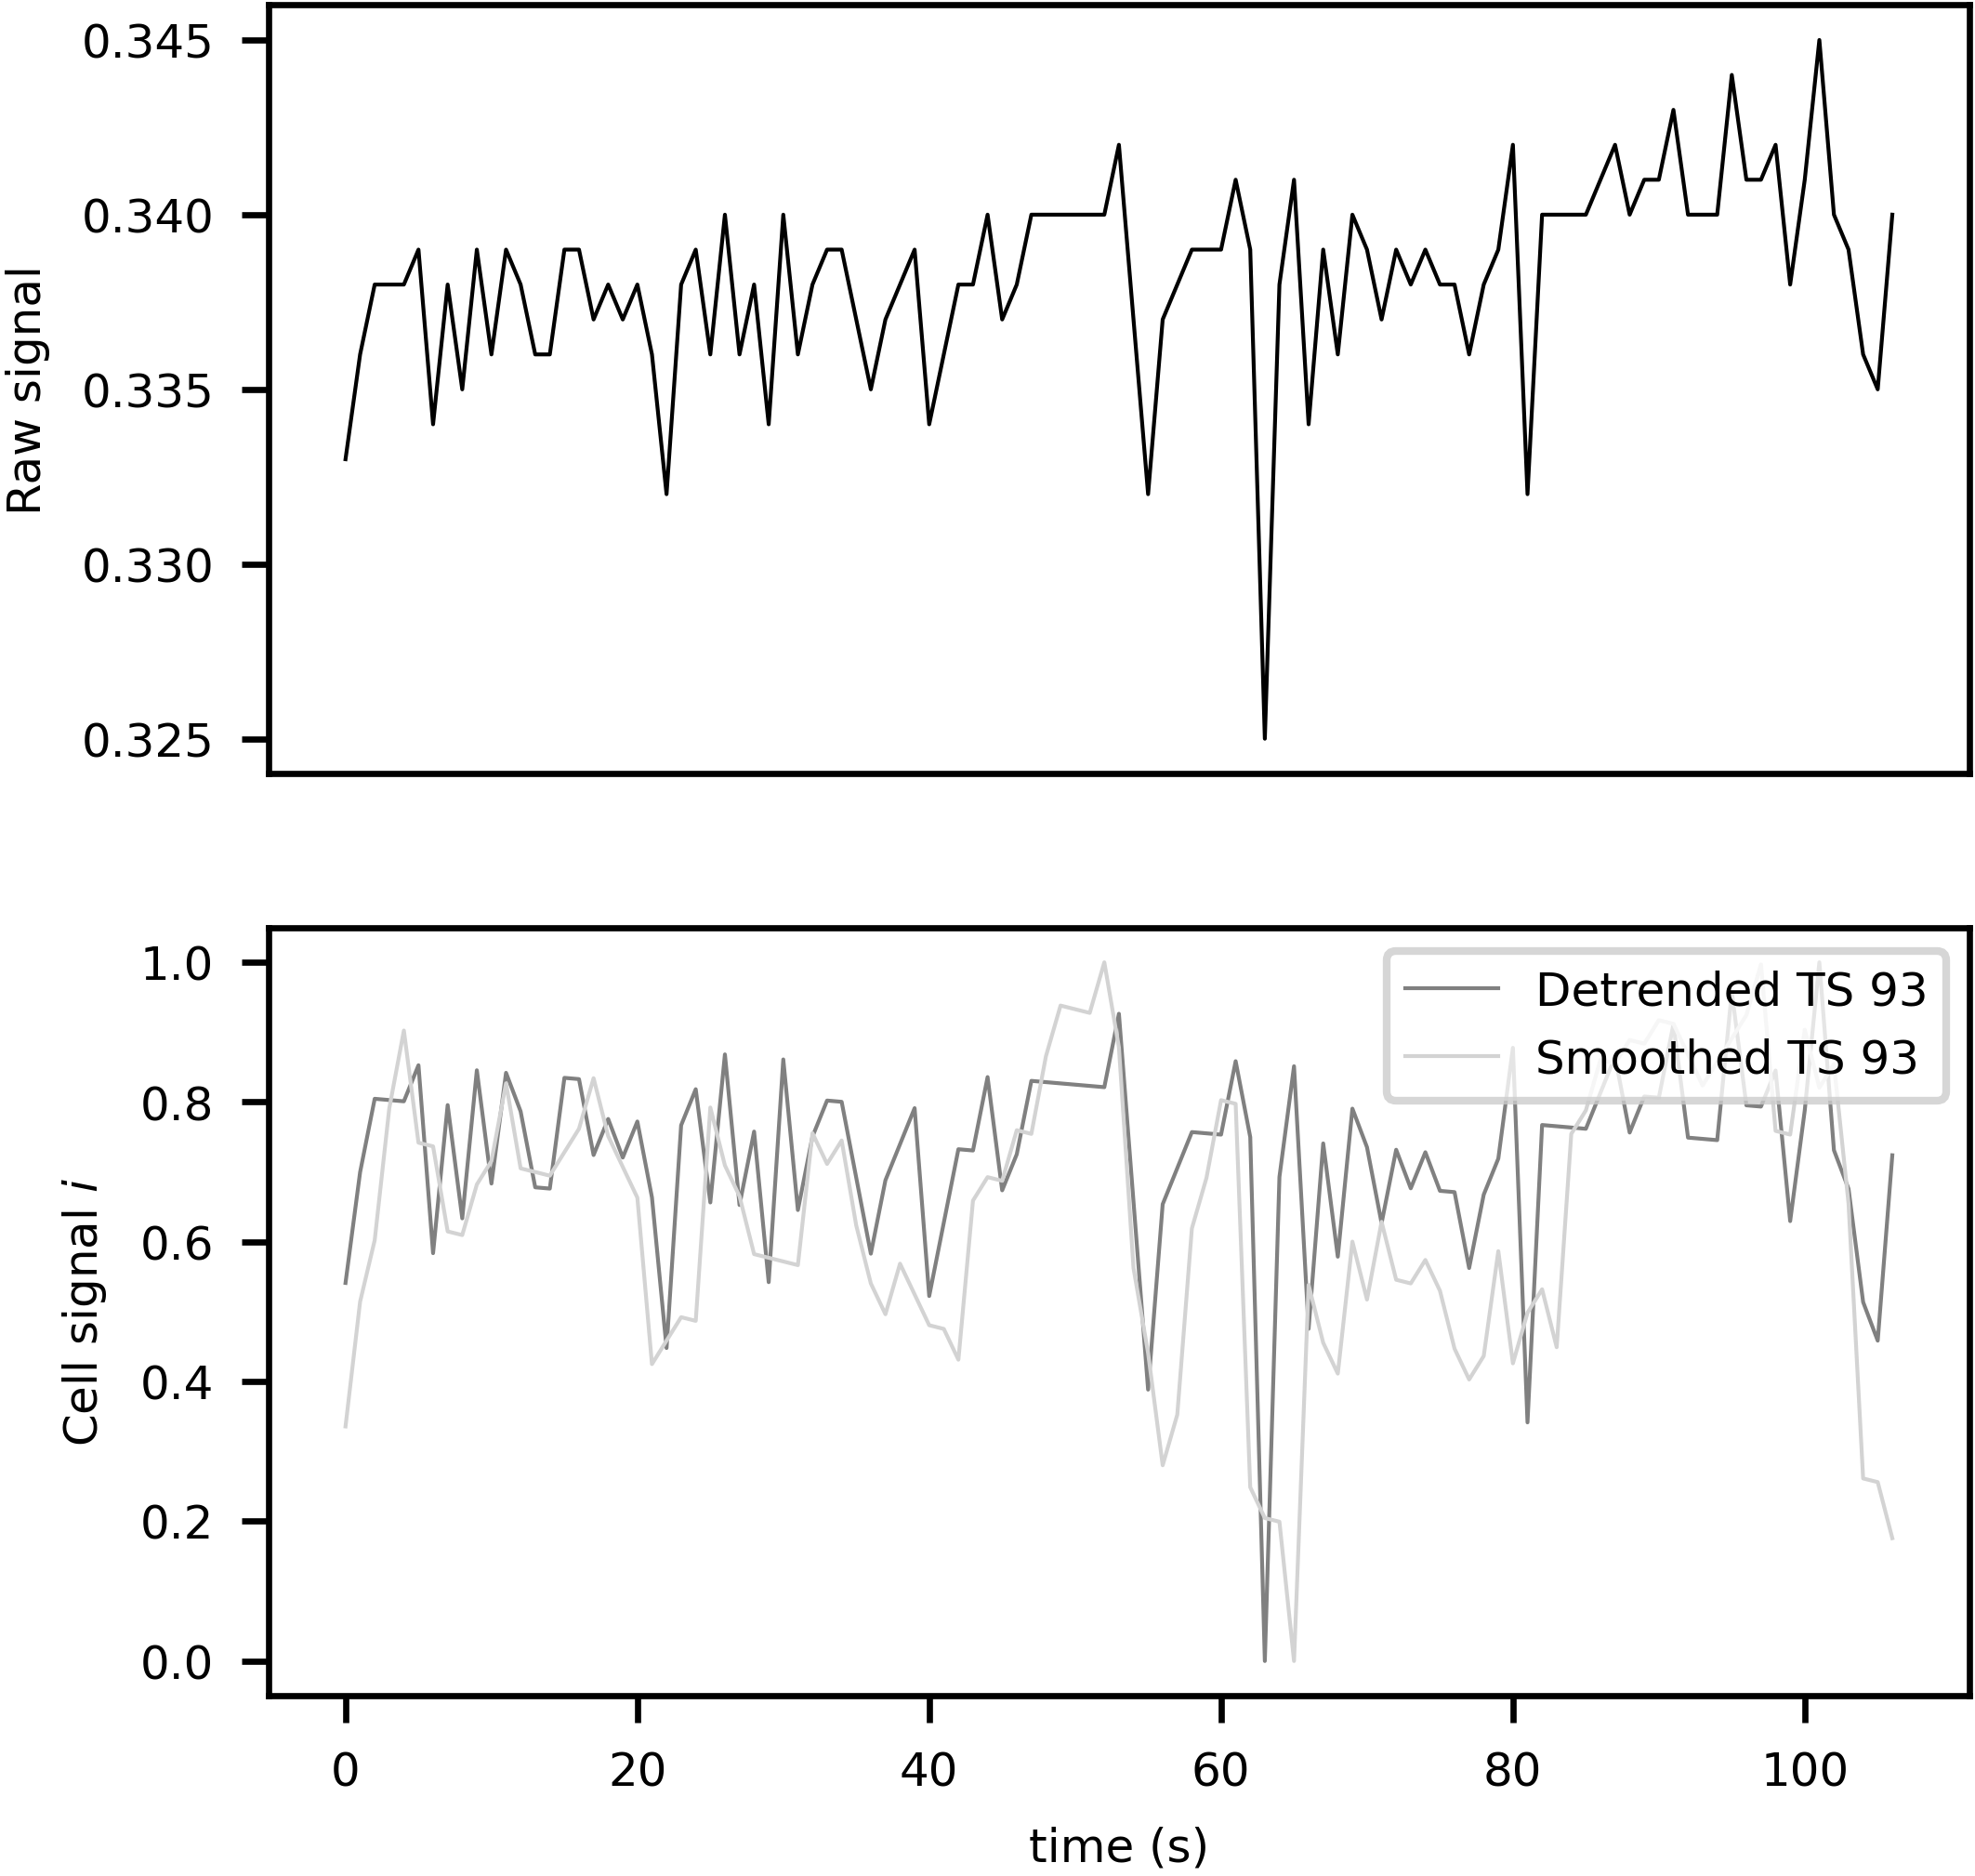 0.345
0.340
0.335
0.330
0.325
Raw signal
1.0
0.8
0.6
0.4
0.2
0.0
Cell signal i
Detrended TS 93
Smoothed TS 93
0 20 40 60 80 100
time (s)